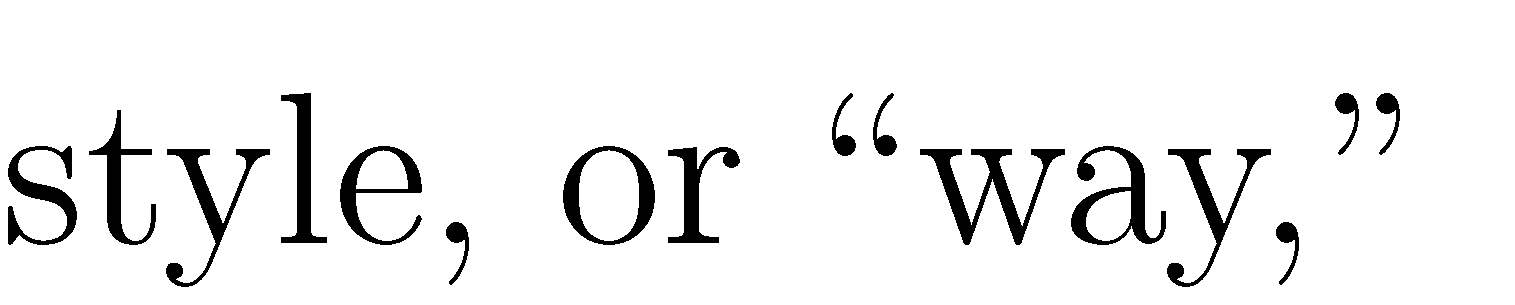 style, or “way,”